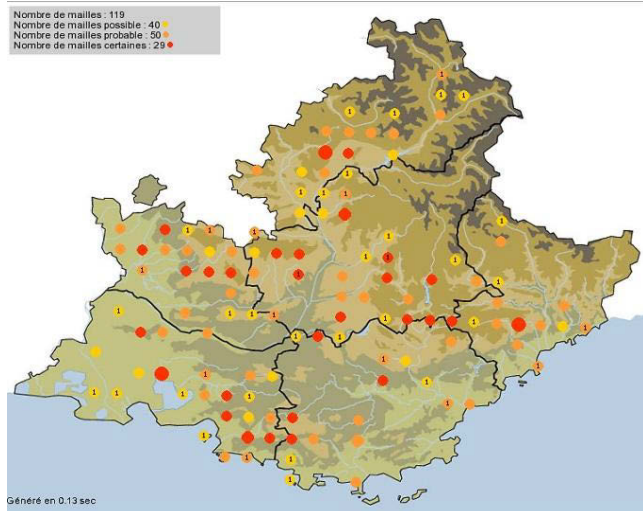 Nombre de mailles : 119
Nombre de mailles possible : 40
Nombre de mailles probable : 50
Nombre de mailles certaines : 29
Généré en 0.13 sec